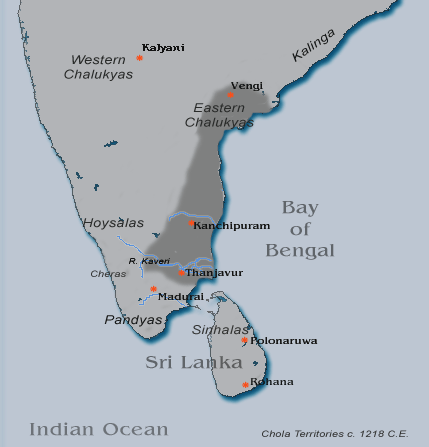 Kalinga
Kalyani
Western
Chalukyas
Vengi
Eastern
Chalukyas
Bay
of
Bengal
Hoysalas
Kanchipuram
R. Kaveri
Cheras
Thanjavur
Madurai
Pandyas
Sinhalas
Polonaruwa
Sri Lanka
Rohana
Indian Ocean
Chola Territories c. 1218 C.E.